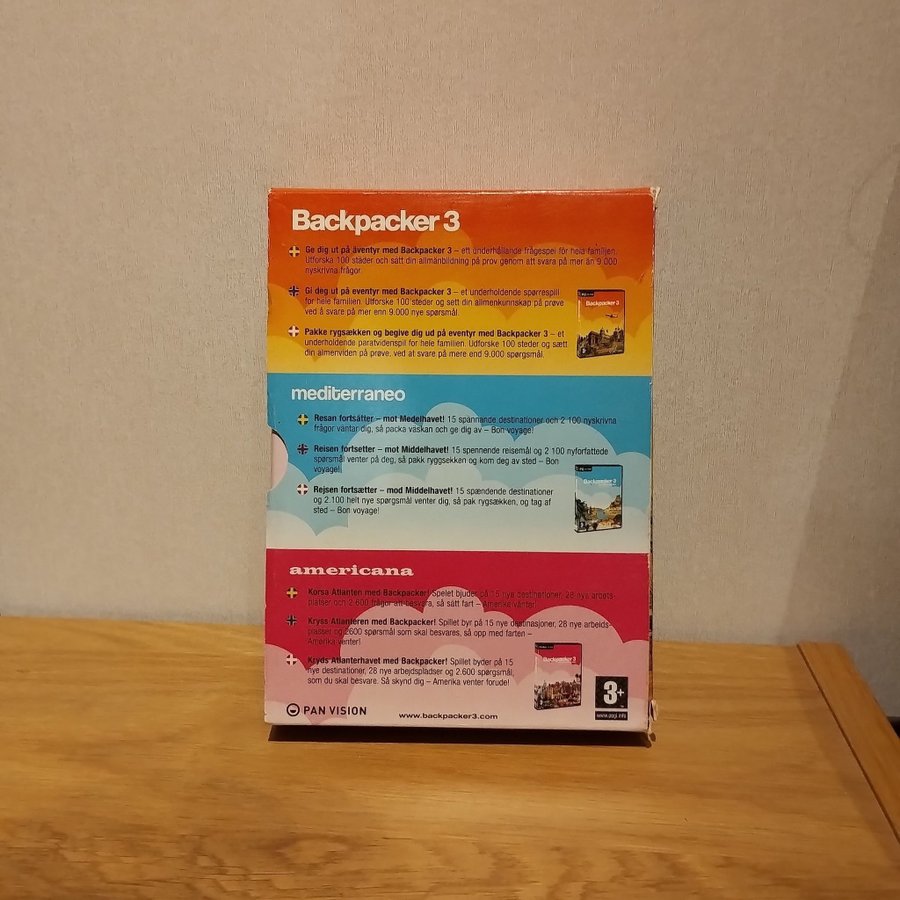 Backpacker 3
Ge dig ut på äventyr med Backpacker 3 – ett underhållande frågespel för hela familjen.
Utforska 100 städer och sätt din allmänbildning på prov genom att svara på mer än 9 000
nyskrivna frågor.
Gi deg ut på eventyr med Backpacker 3 – et underholdende spørrespill
for hele familien. Utforske 100 steder og sett din alimenkunnskap på prøve
ved å svare på mer enn 9.000 nye spørsmål.
Pakke rygsækken og begive dig ud på eventyr med Backpacker 3 – et
underholdende paratvidenspil for hele familien. Udforske 100 steder og sætt
din almenviden på prøve, ved at svare på mere end 9.000 spørgsmål.
Backpacker 3
mediterraneo
Resan fortsätter – mot Medelhavet! 15 spännande destinationer och 2 100 nyskrivna
frågor väntar dig, så packa väskan och ge dig av – Bon voyage!
Reisen fortsetter – mot Middelhavet! 15 spennende reisemål og 2 100 nyforfattede
spørsmål venter på deg, så pakk ryggsekken og kom deg av sted – Bon
voyage!
Rejsen fortsætter – mod Middelhavet! 15 spændende destinationer
og 2.100 helt nye spørgsmål venter dig, så pak rygsækken, og tag af
sted – Bon voyage!
Backpacker 3
americana
Korsa Atlanten med Backpacker! Spelet bjuder på 15 nya destinationer, 28 nya arbets-
platser och 2.600 frågor att besvara, så sätt fart – Amerika väntar!
Kryss Atlanteren med Backpacker! Spillet byr på 15 nye destinasjoner, 28 nye arbeids-
plasser og 2600 spørsmål som skal besvares, så opp med farten –
Amerika venter!
Kryds Atlanterhavet med Backpacker! Spillet byder på 15
nye destinationer, 28 nye arbejdspladser og 2.600 spørgsmål,
som du skal besvare. Så skynd dig – Amerika venter forude!
Backpacker 3
3+
www.pegi.info
PAN VISION
www.backpacker3.com